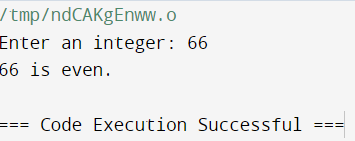 /tmp/ndCAKgEnww.o
Enter an integer: 66
66 is even.
=== Code Execution Successful ===